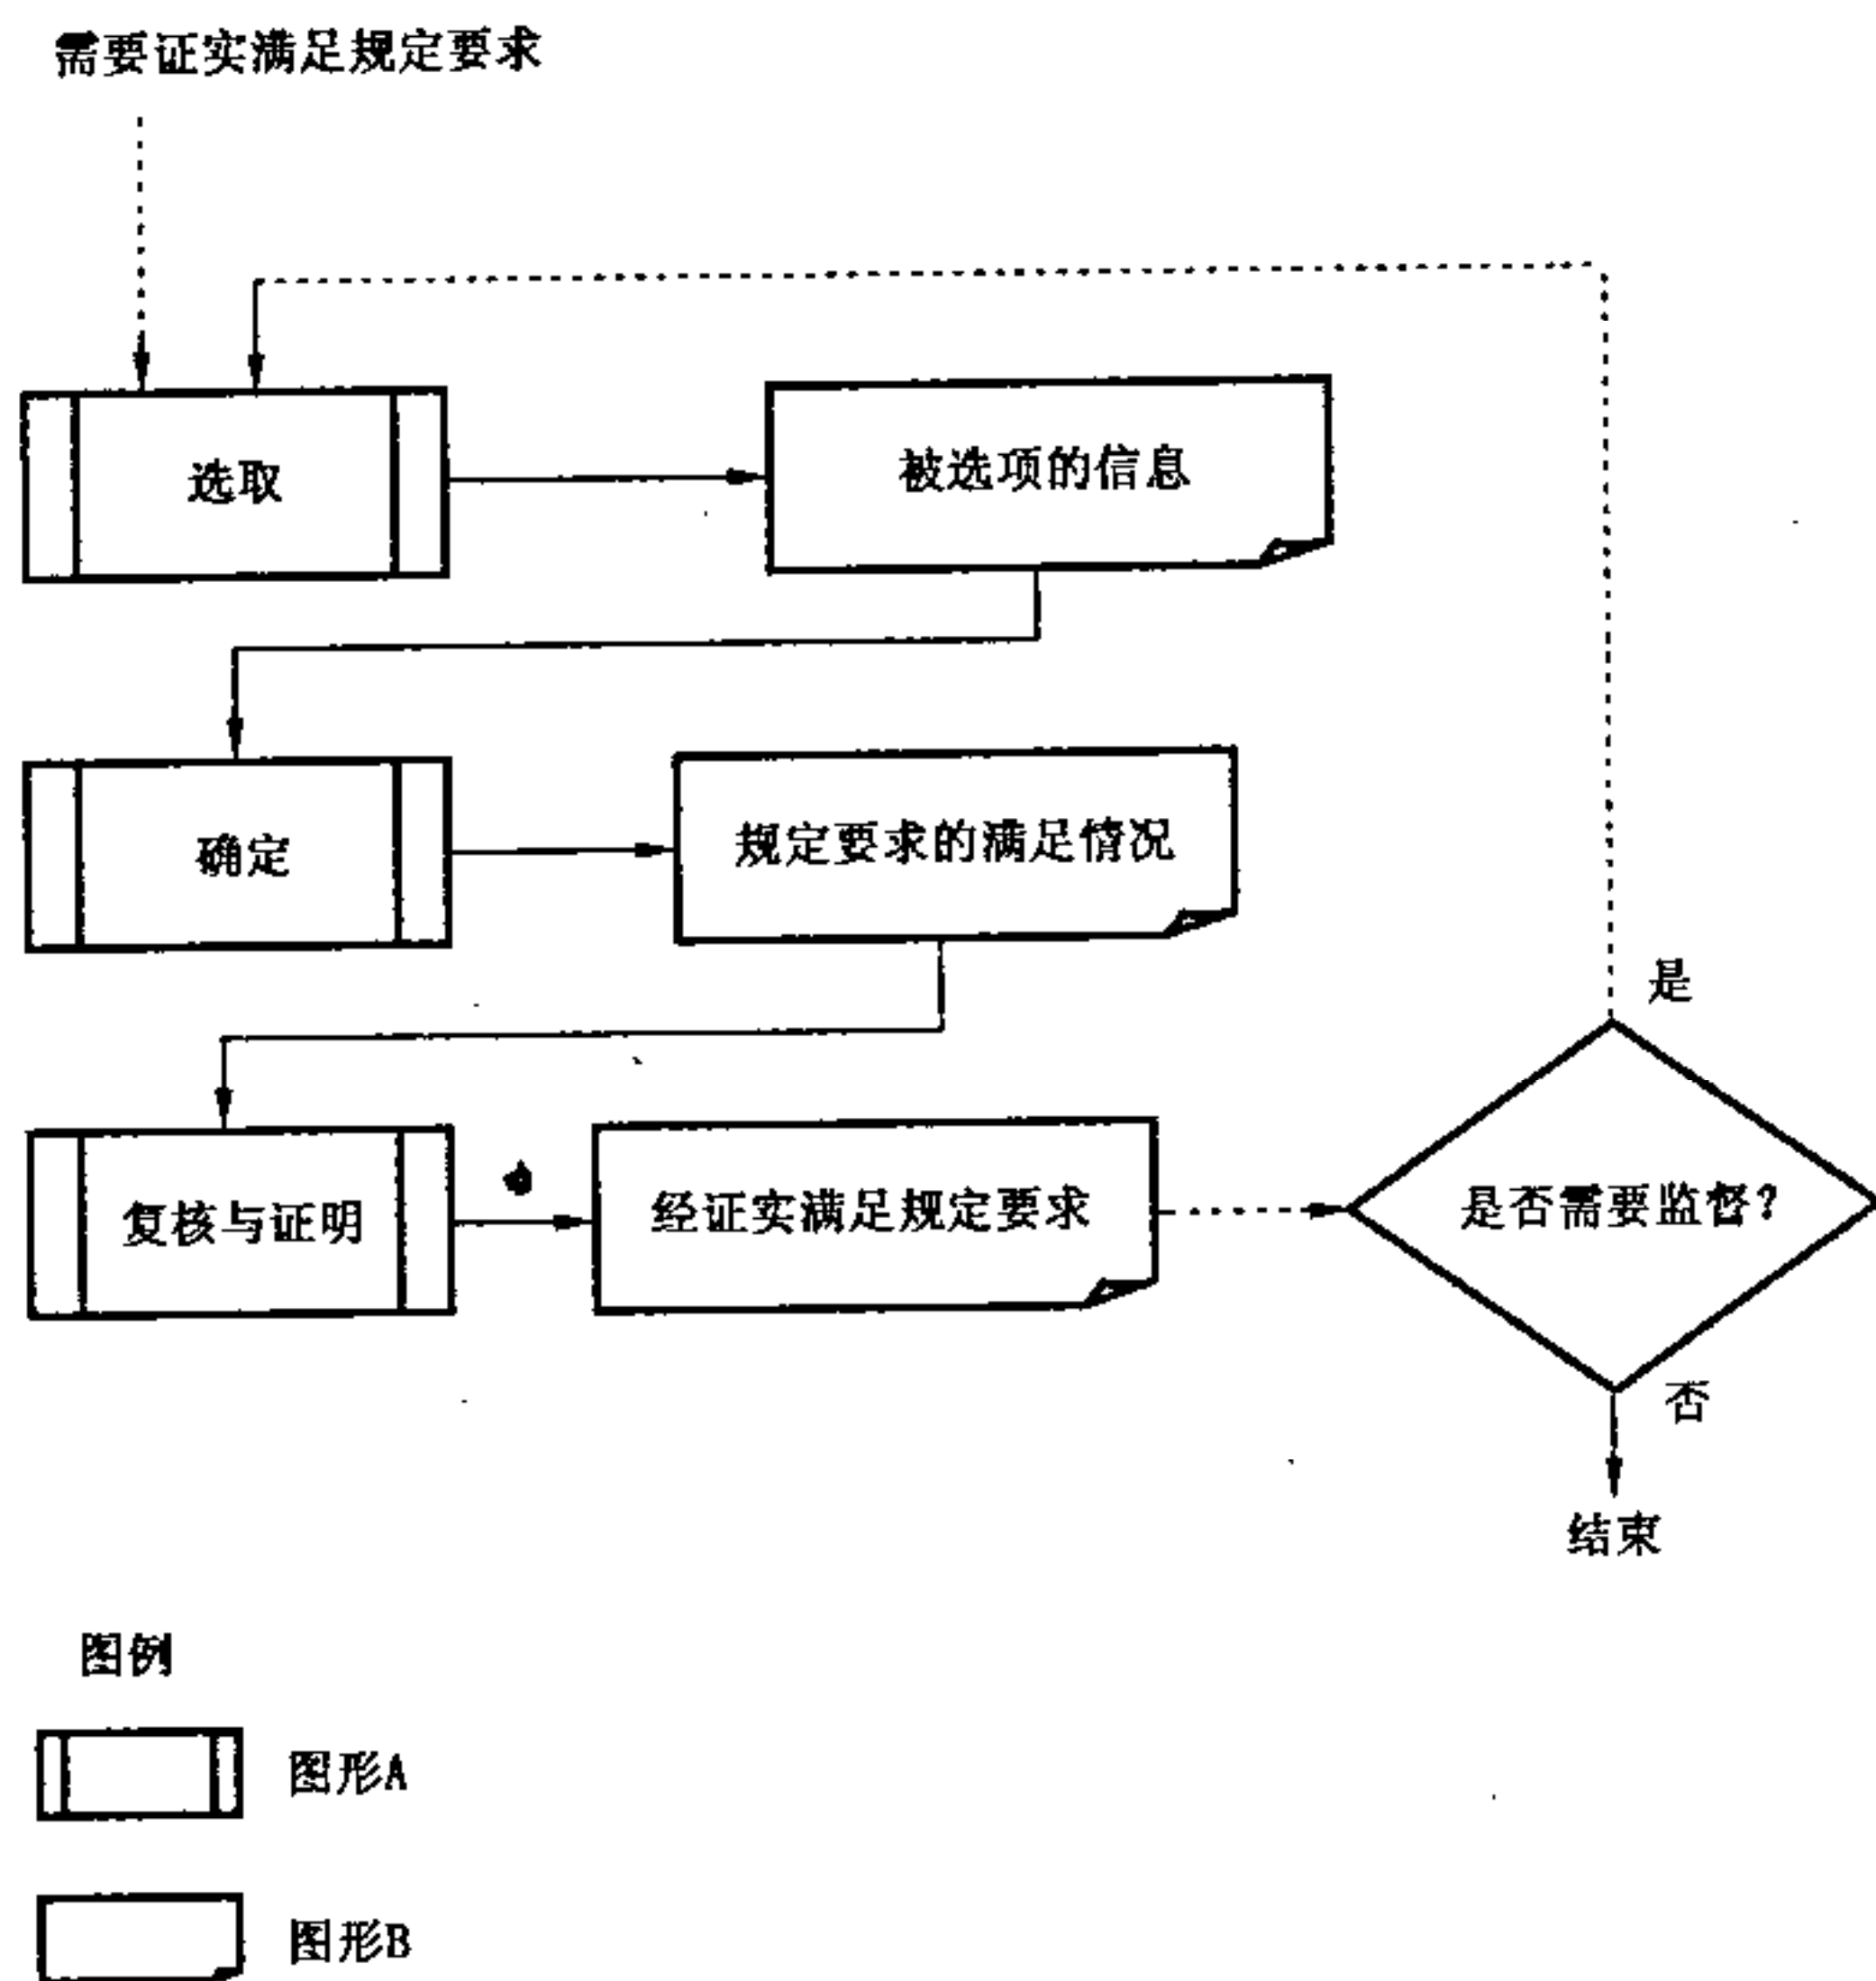 需要证实满足规定要求
选取
被选项的信息
确定
规定要求的满足情况
是
复核与证明
经证实满足规定要求
是否需要监督?
否
结束
图例
图形A
图形B